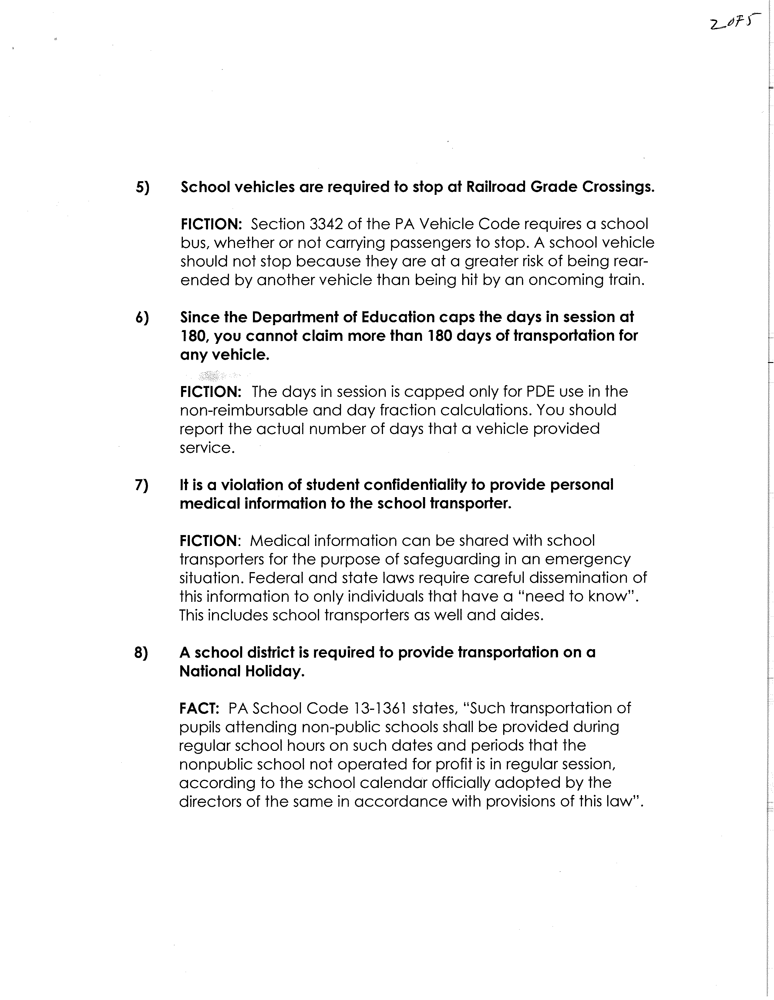 2 OF 5
5) School vehicles are required to stop at Railroad Grade Crossings.
FICTION: Section 3342 of the PA Vehicle Code requires a school
bus, whether or not carrying passengers to stop. A school vehicle
should not stop because they are at a greater risk of being rear-
ended by another vehicle than being hit by an oncoming train.
6) Since the Department of Education caps the days in session at
180, you cannot claim more than 180 days of transportation for
any vehicle.
FICTION: The days in session is capped only for PDE use in the
non-reimbursable and day fraction calculations. You should
report the actual number of days that a vehicle provided
service.
7) It is a violation of student confidentiality to provide personal
medical information to the school transporter.
FICTION: Medical information can be shared with school
transporters for the purpose of safeguarding in an emergency
situation. Federal and state laws require careful dissemination of
this information to only individuals that have a “need to know”.
This includes school transporters as well and aides.
8) A school district is required to provide transportation on a
National Holiday.
FACT: PA School Code 13-1361 states, “Such transportation of
pupils attending non-public schools shall be provided during
regular school hours on such dates and periods that the
nonpublic school not operated for profit is in regular session,
according to the school calendar officially adopted by the
directors of the same in accordance with provisions of this law”.